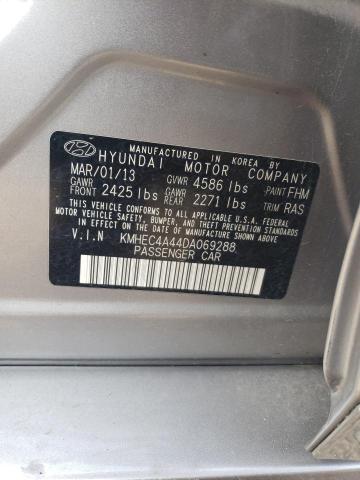 MANUFACTURED IN KOREA BY
HYUNDAI MOTOR COMPANY
MAR/01/13 GVWR 4586 lbs PAINT FHM
GAWR FRONT 2425 lbs GAWR REAR 2271 lbs TRIM RAS
THIS VEHICLE CONFORMS TO ALL APPLICABLE U.S.A. FEDERAL
MOTOR VEHICLE SAFETY, BUMPER, AND THEFT PREVENTION
STANDARDS IN EFFECT ON THE DATE OF MANUFACTURE SHOWN ABOVE.
V.I.N KMHEC4A44DA069288
PASSENGER CAR